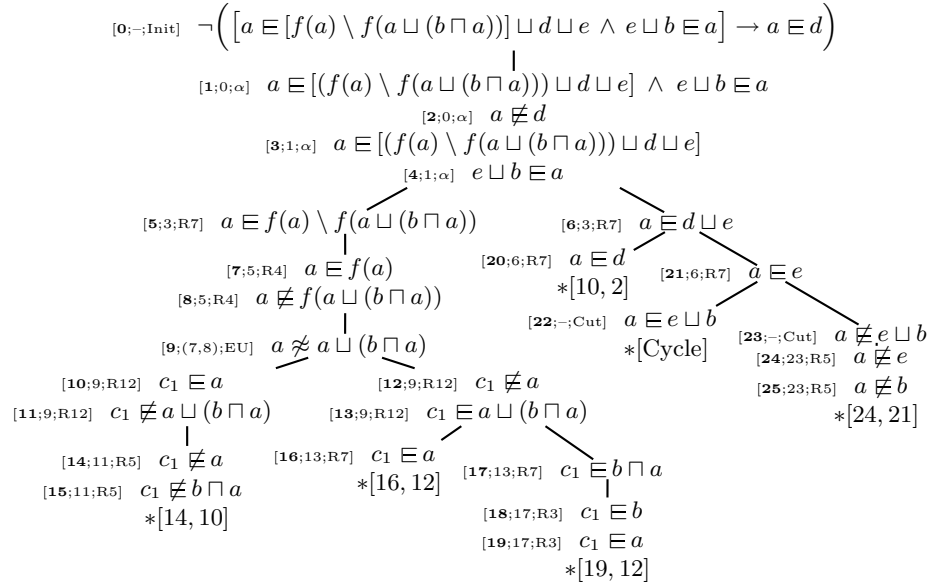 [0;–;Init] ¬([a ∈ [f(a) \ f(a ⊔ (b ⊓ a))] ⊔ d ⊔ e ∧ e ⊔ b ∈ a] → a ∈ d)
[1;0;α] a ∈ [(f(a) \ f(a ⊔ (b ⊓ a))) ⊔ d ⊔ e] ∧ e ⊔ b ∈ a
[2;0;α] a ∉ d
[3;1;α] a ∈ [(f(a) \ f(a ⊔ (b ⊓ a))) ⊔ d ⊔ e]
[4;1;α] e ⊔ b ∈ a
[5;3;R7] a ∈ f(a) \ f(a ⊔ (b ⊓ a))
[6;3;R7] a ∈ d ⊔ e
[7;5;R4] a ∈ f(a)
[8;5;R4] a ∉ f(a ⊔ (b ⊓ a))
[20;6;R7] a ∈ d
∗[10, 2]
[21;6;R7] a ∈ e
[22;–;Cut] a ∈ e ⊔ b
∗[Cycle]
[23;–;Cut] a ∉ e ⊔ b
[24;23;R5] a ∉ e
[25;23;R5] a ∉ b
∗[24, 21]
[9;(7,8);EU] a ≉ a ⊔ (b ⊓ a)
[10;9;R12] c₁ ∈ a
[11;9;R12] c₁ ∉ a ⊔ (b ⊓ a)
[12;9;R12] c₁ ∉ a
[13;9;R12] c₁ ∈ a ⊔ (b ⊓ a)
[14;11;R5] c₁ ∉ a
[15;11;R5] c₁ ∉ b ⊓ a
∗[14, 10]
[16;13;R7] c₁ ∈ a
∗[16, 12]
[17;13;R7] c₁ ∈ b ⊓ a
[18;17;R3] c₁ ∈ b
[19;17;R3] c₁ ∈ a
∗[19, 12]